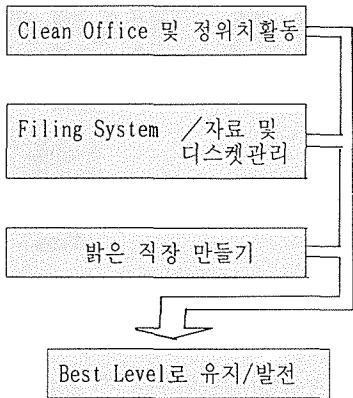 Clean Office 및 정위치활동
Filing System /자료 및
디스켓관리
밝은 직장 만들기
Best Level로 유지/발전